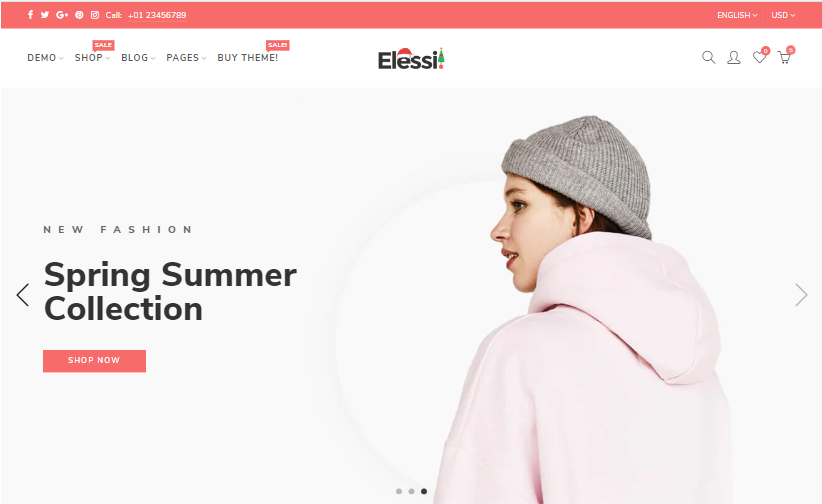 Call: +01 23456789
ENGLISH
USD
SALE
SALE!
DEMO SHOP BLOG PAGES BUY THEME!
Elessi
0
5
NEW FASHION
Spring Summer
Collection
SHOP NOW